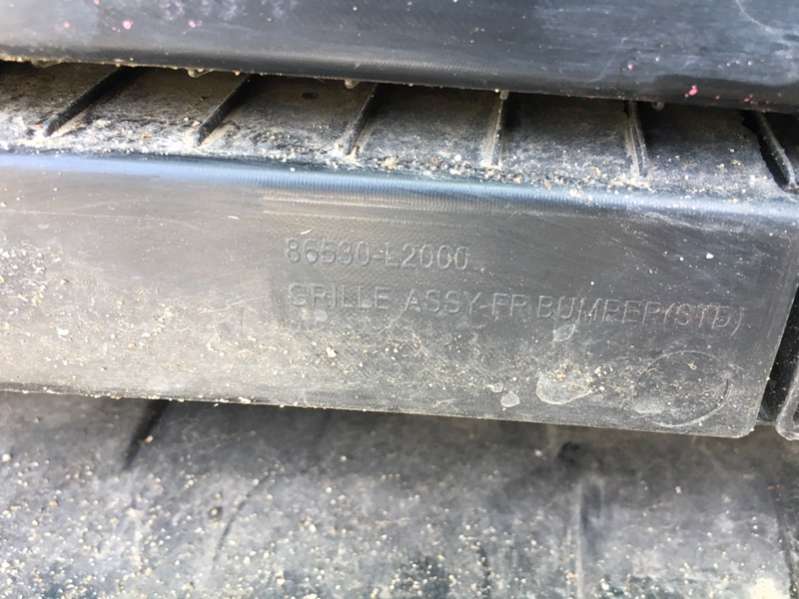 86530-L2000
GRILLE ASSY-FR BUMPER(STD)